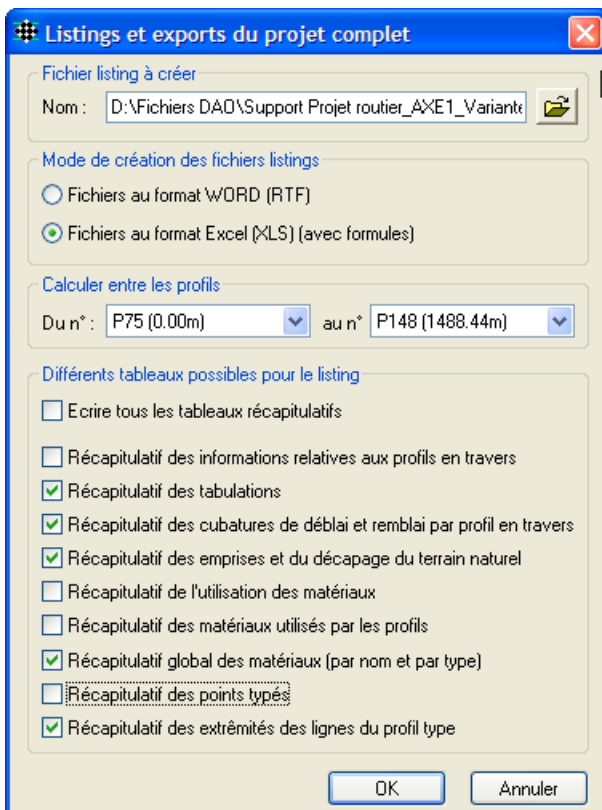 Listings et exports du projet complet
Fichier listing à créer
Nom : D:\Fichiers DAO\Support Projet routier_AXE1_Variante
Mode de création des fichiers listings
Fichiers au format WORD (RTF)
Fichiers au format Excel (XLS) (avec formules)
Calculer entre les profils
Du n° : P75 (0.00m) au n° P148 (1488.44m)
Différents tableaux possibles pour le listing
Ecrire tous les tableaux récapitulatifs
Récapitulatif des informations relatives aux profils en travers
Récapitulatif des tabulations
Récapitulatif des cubatures de déblai et remblai par profil en travers
Récapitulatif des emprises et du décapage du terrain naturel
Récapitulatif de l'utilisation des matériaux
Récapitulatif des matériaux utilisés par les profils
Récapitulatif global des matériaux (par nom et par type)
Récapitulatif des points typés
Récapitulatif des extrêmités des lignes du profil type
OK Annuler